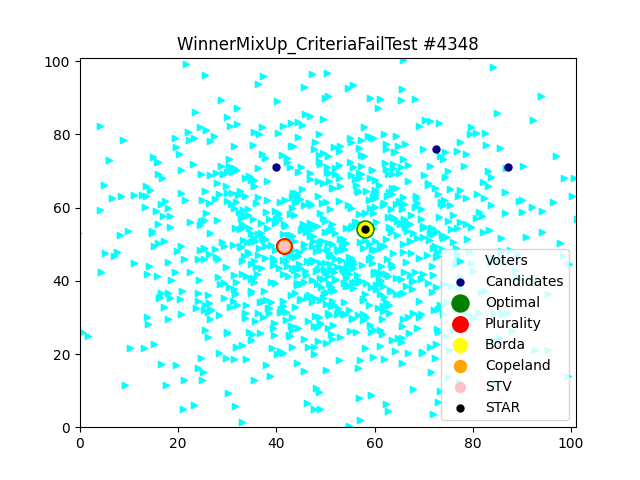 WinnerMixUp_CriteriaFailTest #4348
100
80
60
40
20
0
0
20
40
60
80
100
Voters
Candidates
Optimal
Plurality
Borda
Copeland
STV
STAR